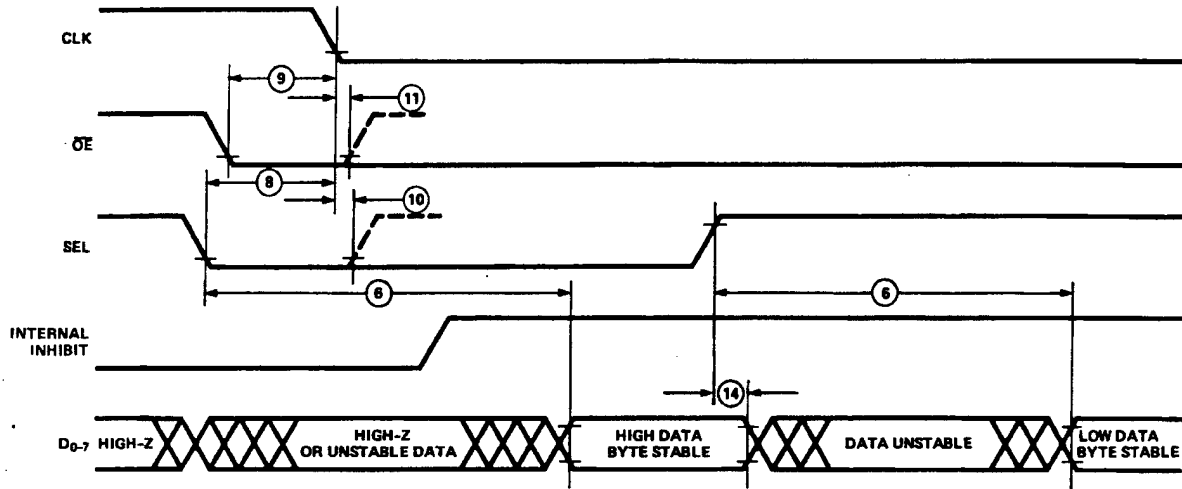 CLK
9
11
OE
8
10
SEL
6
6
INTERNAL
INHIBIT
14
D0-7
HIGH-Z
HIGH-Z
OR UNSTABLE DATA
HIGH DATA
BYTE STABLE
DATA UNSTABLE
LOW DATA
BYTE STABLE